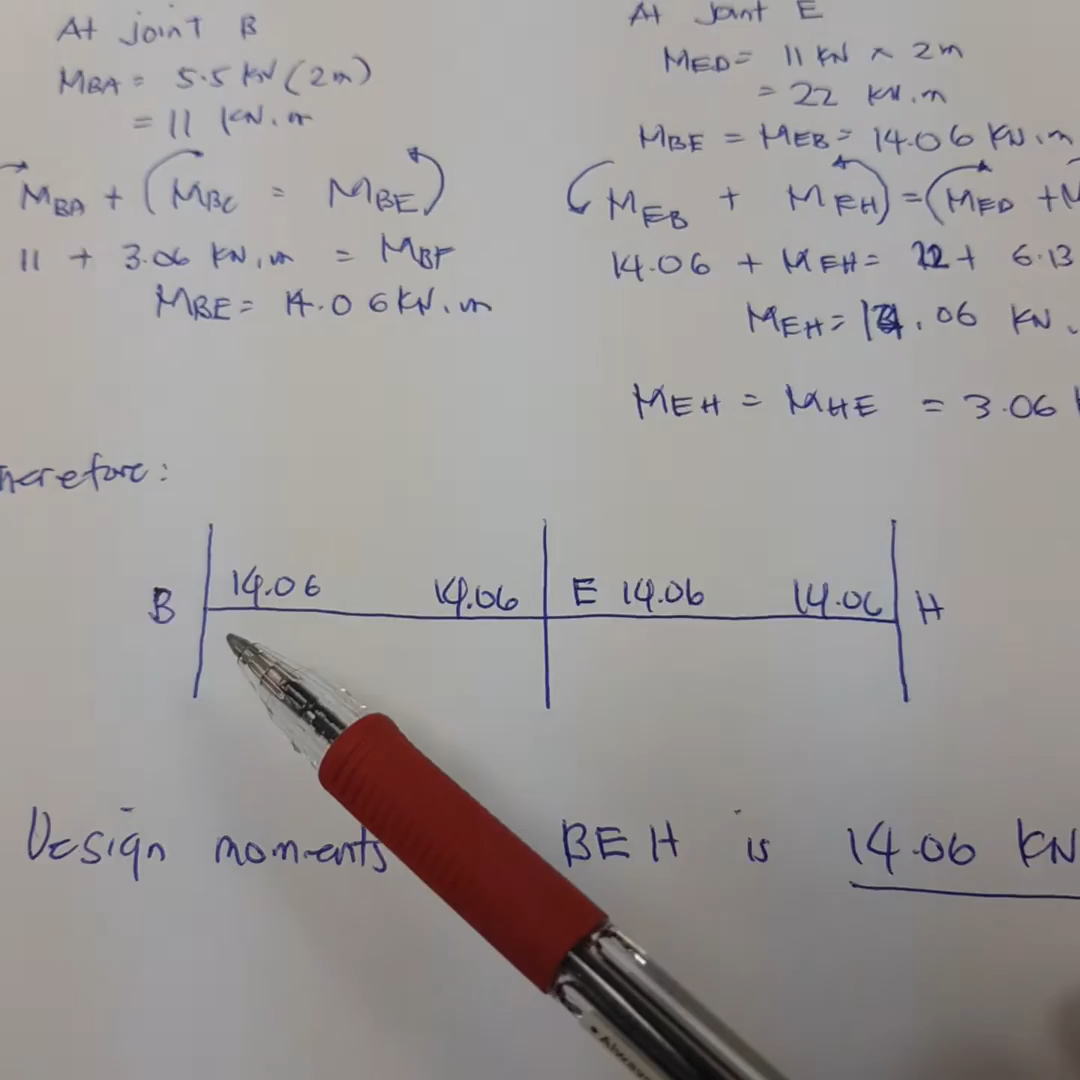 At joint B
MBA = 5.5 KN (2m)
= 11 KN.m
MBA + (MBC = MBE)
11 + 3.06 KN.m = MBE
MBE = 14.06 KN.m
At joint E
MED = 11 KN × 2m
= 22 KN.m
MBE = MEB = 14.06 KN.m
MEB + MEH) = (MED + M
14.06 + MEH = 22 + 6.13
MEH = .06 KN.
MEH = MHE = 3.06 K
herefore:
B 14.06 14.06 E 14.06 14.06 H
Design moments BEH is 14.06 KN